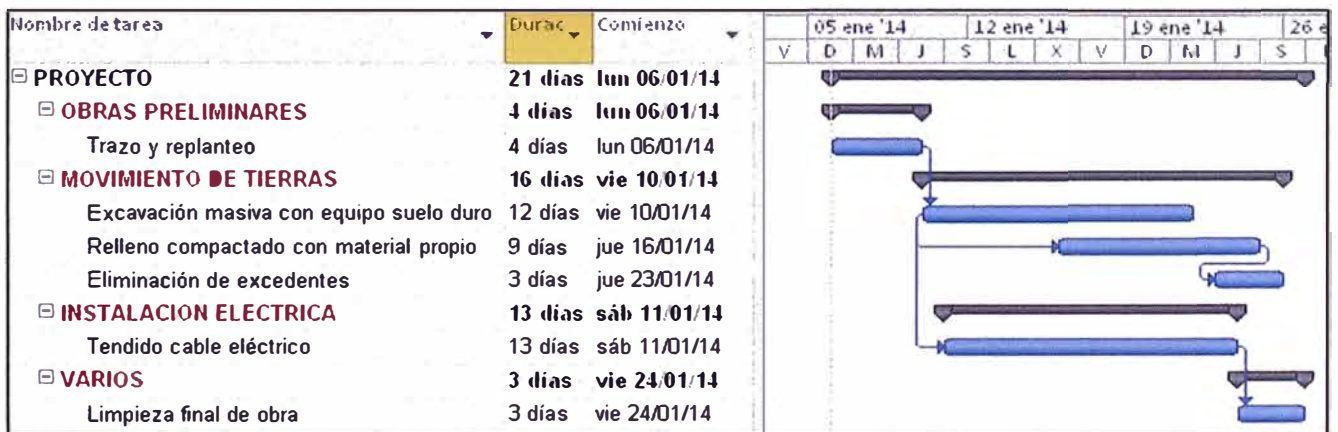 Nombre de tarea Durac Comienzo 05 ene '14 12 ene '14 19 ene '14 26 e
V D M J S L X V D M J S
PROYECTO 21 días lun 06/01/14
OBRAS PRELIMINARES 4 días lun 06/01/14
Trazo y replanteo 4 días lun 06/01/14
MOVIMIENTO DE TIERRAS 16 días vie 10/01/14
Excavación masiva con equipo suelo duro 12 días vie 10/01/14
Relleno compactado con material propio 9 días jue 16/01/14
Eliminación de excedentes 3 días jue 23/01/14
INSTALACION ELECTRICA 13 días sáb 11/01/14
Tendido cable eléctrico 13 días sáb 11/01/14
VARIOS 3 días vie 24/01/14
Limpieza final de obra 3 días vie 24/01/14